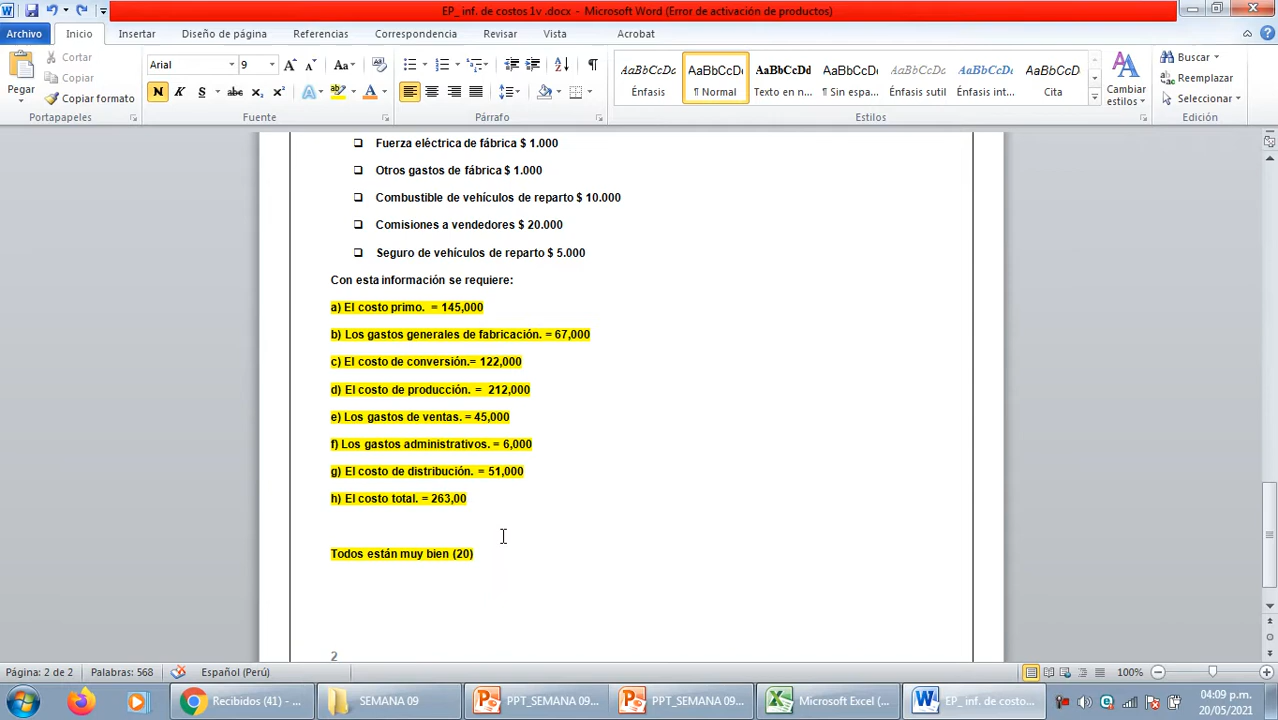 EP_ inf. de costos 1v .docx - Microsoft Word (Error de activación de productos)
Archivo Inicio Insertar Diseño de página Referencias Correspondencia Revisar Vista Acrobat
Pegar
Cortar
Copiar
Copiar formato
Portapapeles
Arial 9
N K S abc x₂ x²
Fuente
Párrafo
AaBbCcDc AaBbCcDc AaBbCcDd AaBbCcDc AaBbCcDc AaBbCcDc AaBbCcD
Énfasis ¶ Normal Texto en n... ¶ Sin espa... Énfasis sutil Énfasis int... Cita
Cambiar estilos
Estilos
Buscar
Reemplazar
Seleccionar
Edición
Fuerza eléctrica de fábrica $ 1.000
Otros gastos de fábrica $ 1.000
Combustible de vehículos de reparto $ 10.000
Comisiones a vendedores $ 20.000
Seguro de vehículos de reparto $ 5.000
Con esta información se requiere:
a) El costo primo. = 145,000
b) Los gastos generales de fabricación. = 67,000
c) El costo de conversión.= 122,000
d) El costo de producción. = 212,000
e) Los gastos de ventas. = 45,000
f) Los gastos administrativos. = 6,000
g) El costo de distribución. = 51,000
h) El costo total. = 263,00
Todos están muy bien (20)
2
Página: 2 de 2 Palabras: 568 Español (Perú) 100%
Recibidos (41) - ... SEMANA 09 PPT_SEMANA 09... PPT_SEMANA 09... Microsoft Excel (... EP_ inf. de costo...
04:09 p.m.
20/05/2021